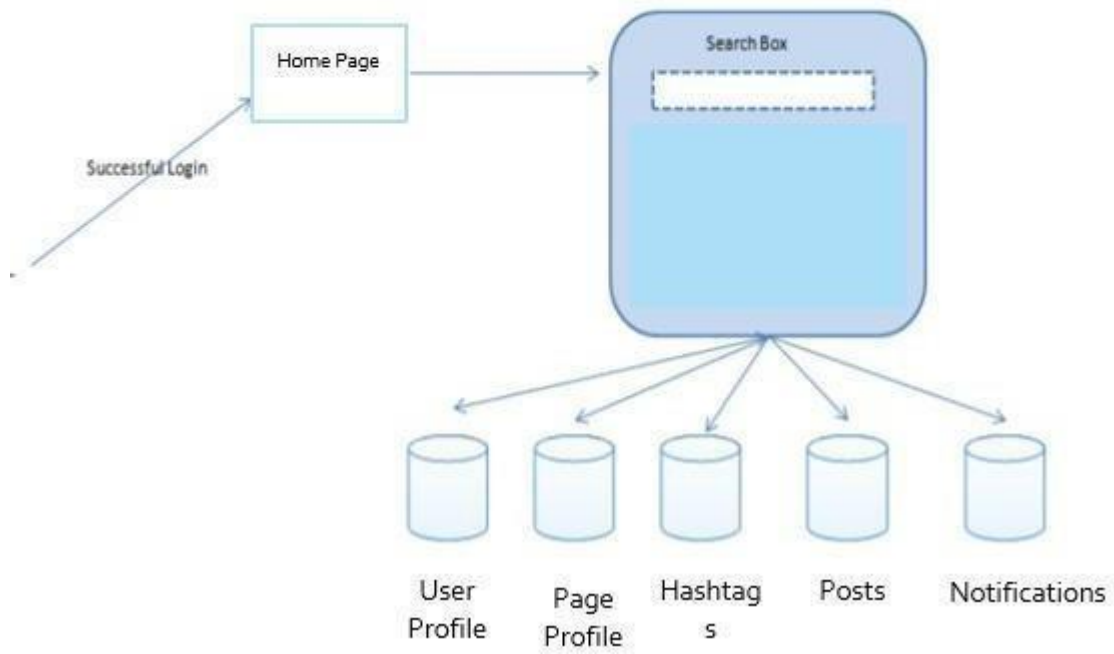 Search Box
Home Page
Successful Login
User
Profile
Page
Profile
Hashtag
s
Posts
Notifications